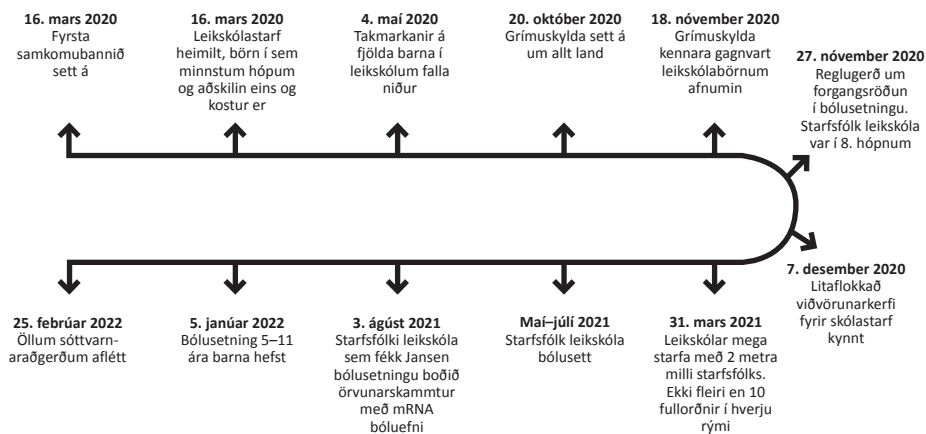 16. mars 2020
Fyrsta
samkomubannið
sett á
16. mars 2020
Leikskólastarf
heimilt, börn í sem
minnstum hópum
og aðskilin eins og
kostur er
4. maí 2020
Takmarkanir á
fjölda barna í
leikskólum falla
niður
20. október 2020
Grímuskylda sett á
um allt land
18. nóvember 2020
Grímuskylda
kennara gagnvart
leikskólabörnum
afnumin
27. nóvember 2020
Reglugerð um
forgangsröðun
í bólusetningu.
Starfsfólk leikskóla
var í 8. hópnum
7. desember 2020
Litaflokkað
viðvörunarkerfi
fyrir skólastarf
kynnt
31. mars 2021
Leikskólar mega
starfa með 2 metra
milli starfsfólks.
Ekki fleiri en 10
fullorðnir í hverju
rými
Maí–júlí 2021
Starfsfólk leikskóla
bólusett
3. ágúst 2021
Starfsfólki leikskóla
sem fékk Jansen
bólusetningu boðið
örvunarskammtur
með mRNA
bóluefni
5. janúar 2022
Bólusetning 5–11
ára barna hefst
25. febrúar 2022
Öllum sóttvarn-
araðgerðum aflétt